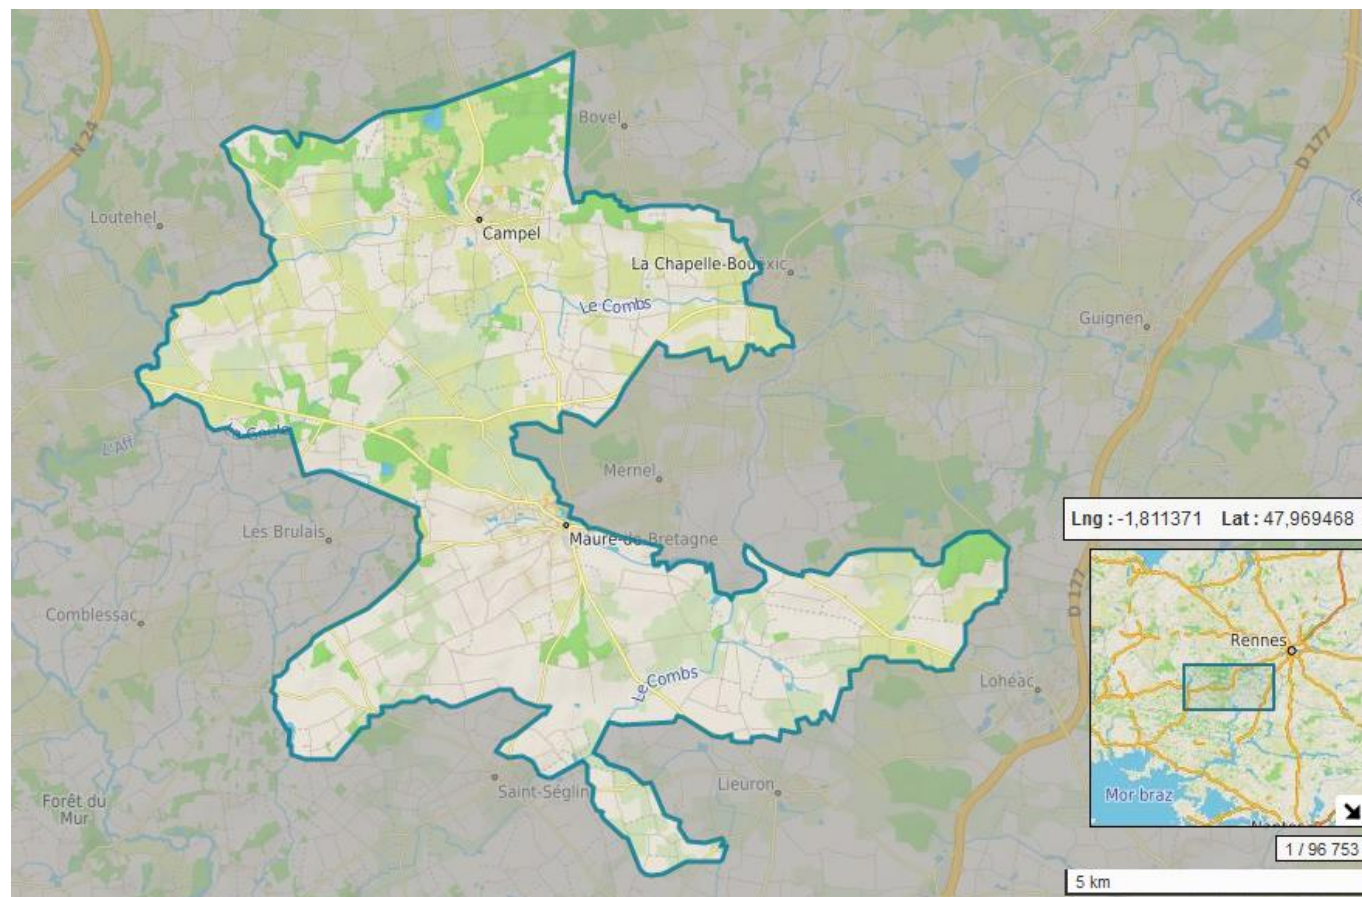 N 24
Bovel
D 177
Loutehel
Campel
La Chapelle-Bouëxic
Le Combs
Guignen
L'Aff
Mernel
Lng : -1,811371 Lat : 47,969468
Les Brulais
Maure-de-Bretagne
D 177
Comblessac
Rennes
Le Combs
Lohéac
Saint-Séglin
Lieuron
Mor braz
Forêt du
Mur
1 / 96 753
5 km